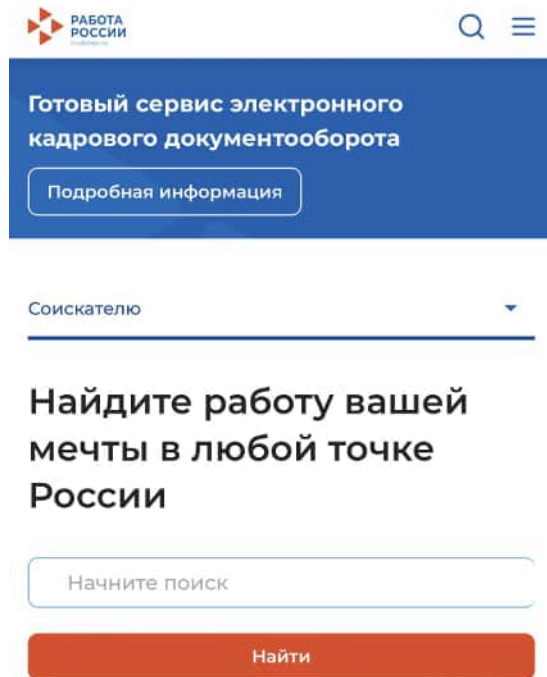 РАБОТА
РОССИИ
Готовый сервис электронного
кадрового документооборота
Подробная информация
Соискателю
Найдите работу вашей
мечты в любой точке
России
Начните поиск
Найти